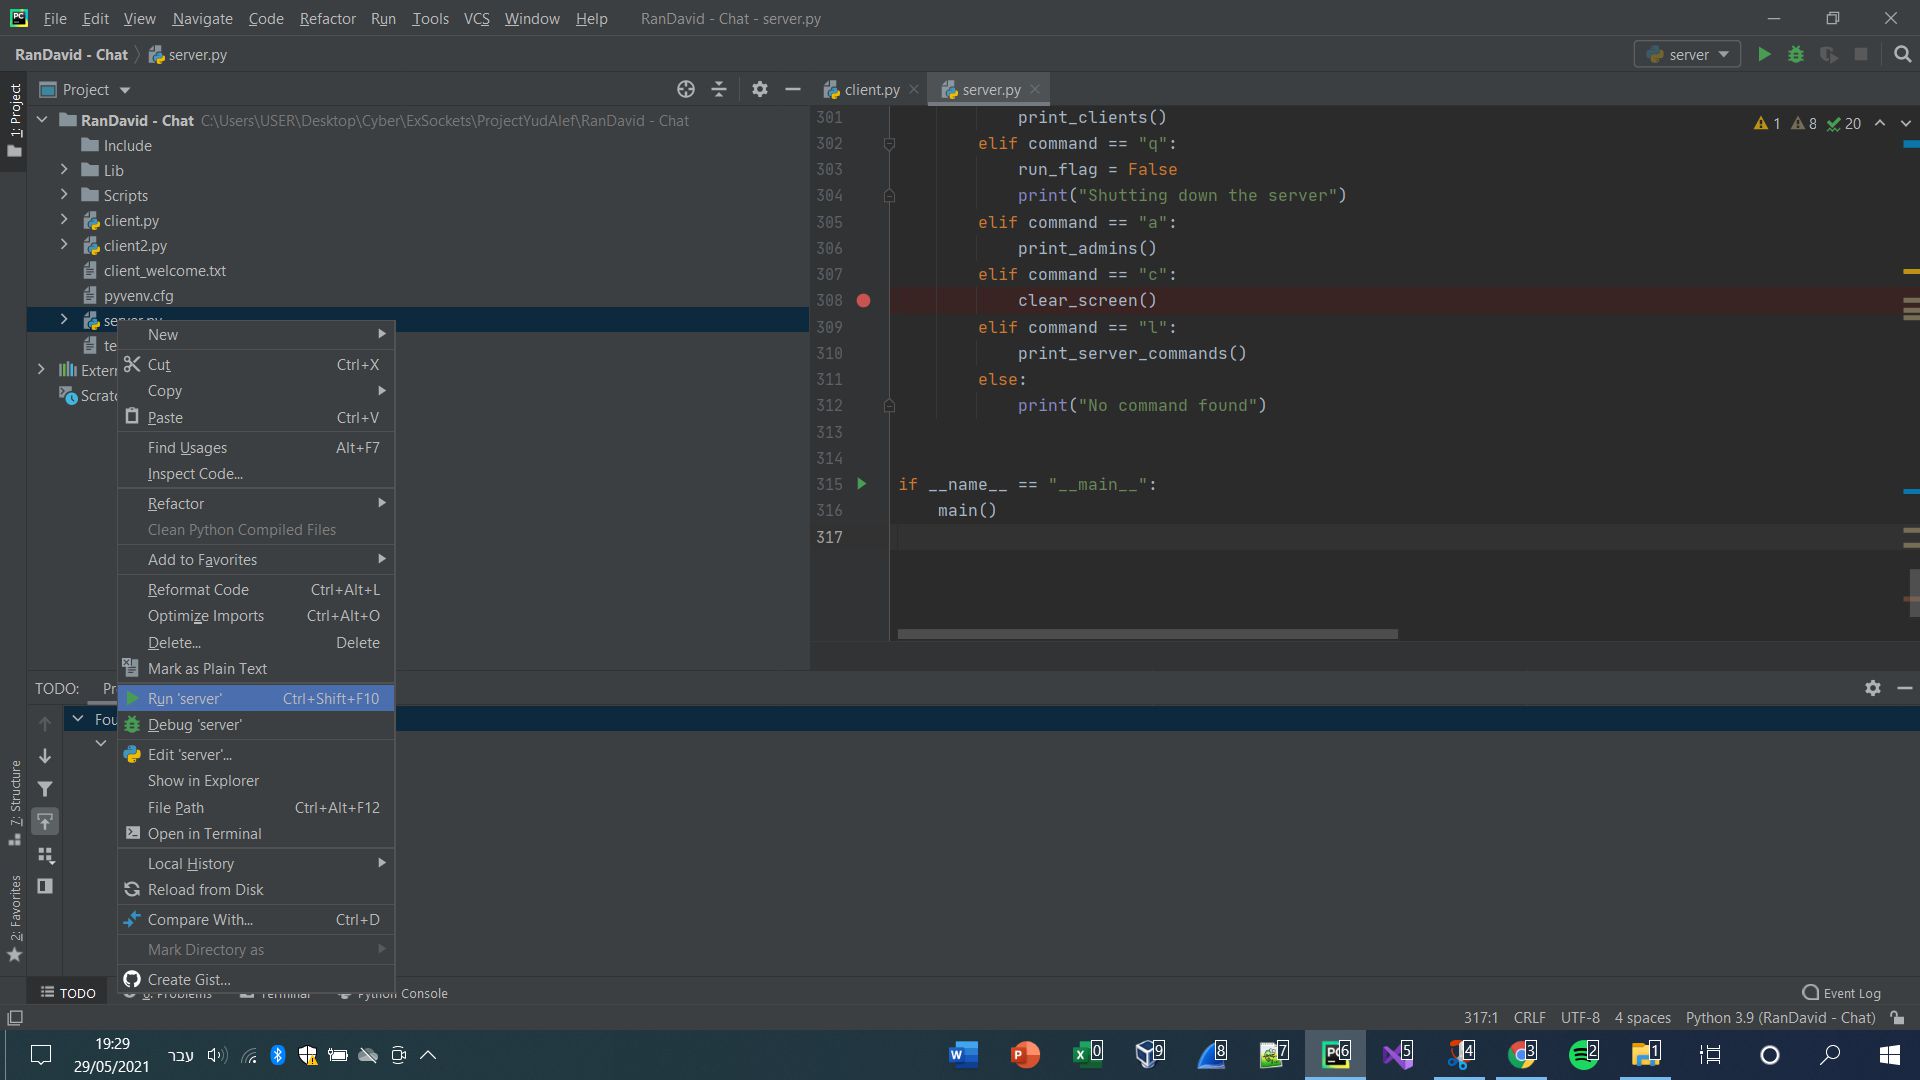 File Edit View Navigate Code Refactor Run Tools VCS Window Help RanDavid - Chat - server.py
RanDavid - Chat server.py
server
Project
client.py
server.py
1: Project
RanDavid - Chat C:\Users\USER\Desktop\Cyber\ExSockets\ProjectYudAlef\RanDavid - Chat
Include
Lib
Scripts
client.py
client2.py
client_welcome.txt
pyvenv.cfg
server.py
te
Extern
Scratc
New
Cut Ctrl+X
Copy
Paste Ctrl+V
Find Usages Alt+F7
Inspect Code...
Refactor
Clean Python Compiled Files
Add to Favorites
Reformat Code Ctrl+Alt+L
Optimize Imports Ctrl+Alt+O
Delete... Delete
Mark as Plain Text
Run 'server' Ctrl+Shift+F10
Debug 'server'
Edit 'server'...
Show in Explorer
File Path Ctrl+Alt+F12
Open in Terminal
Local History
Reload from Disk
Compare With... Ctrl+D
Mark Directory as
Create Gist...
1 8 20
301 print_clients()
302 elif command == "q":
303 run_flag = False
304 print("Shutting down the server")
305 elif command == "a":
306 print_admins()
307 elif command == "c":
308 clear_screen()
309 elif command == "l":
310 print_server_commands()
311 else:
312 print("No command found")
313
314
315 if __name__ == "__main__":
316 main()
317
TODO: Pr
Fou
7: Structure
2: Favorites
TODO 6: Problems Terminal Python Console
Event Log
317:1 CRLF UTF-8 4 spaces Python 3.9 (RanDavid - Chat)
19:29
29/05/2021
עבר
0 9 8 7 6 5 4 3 2 1